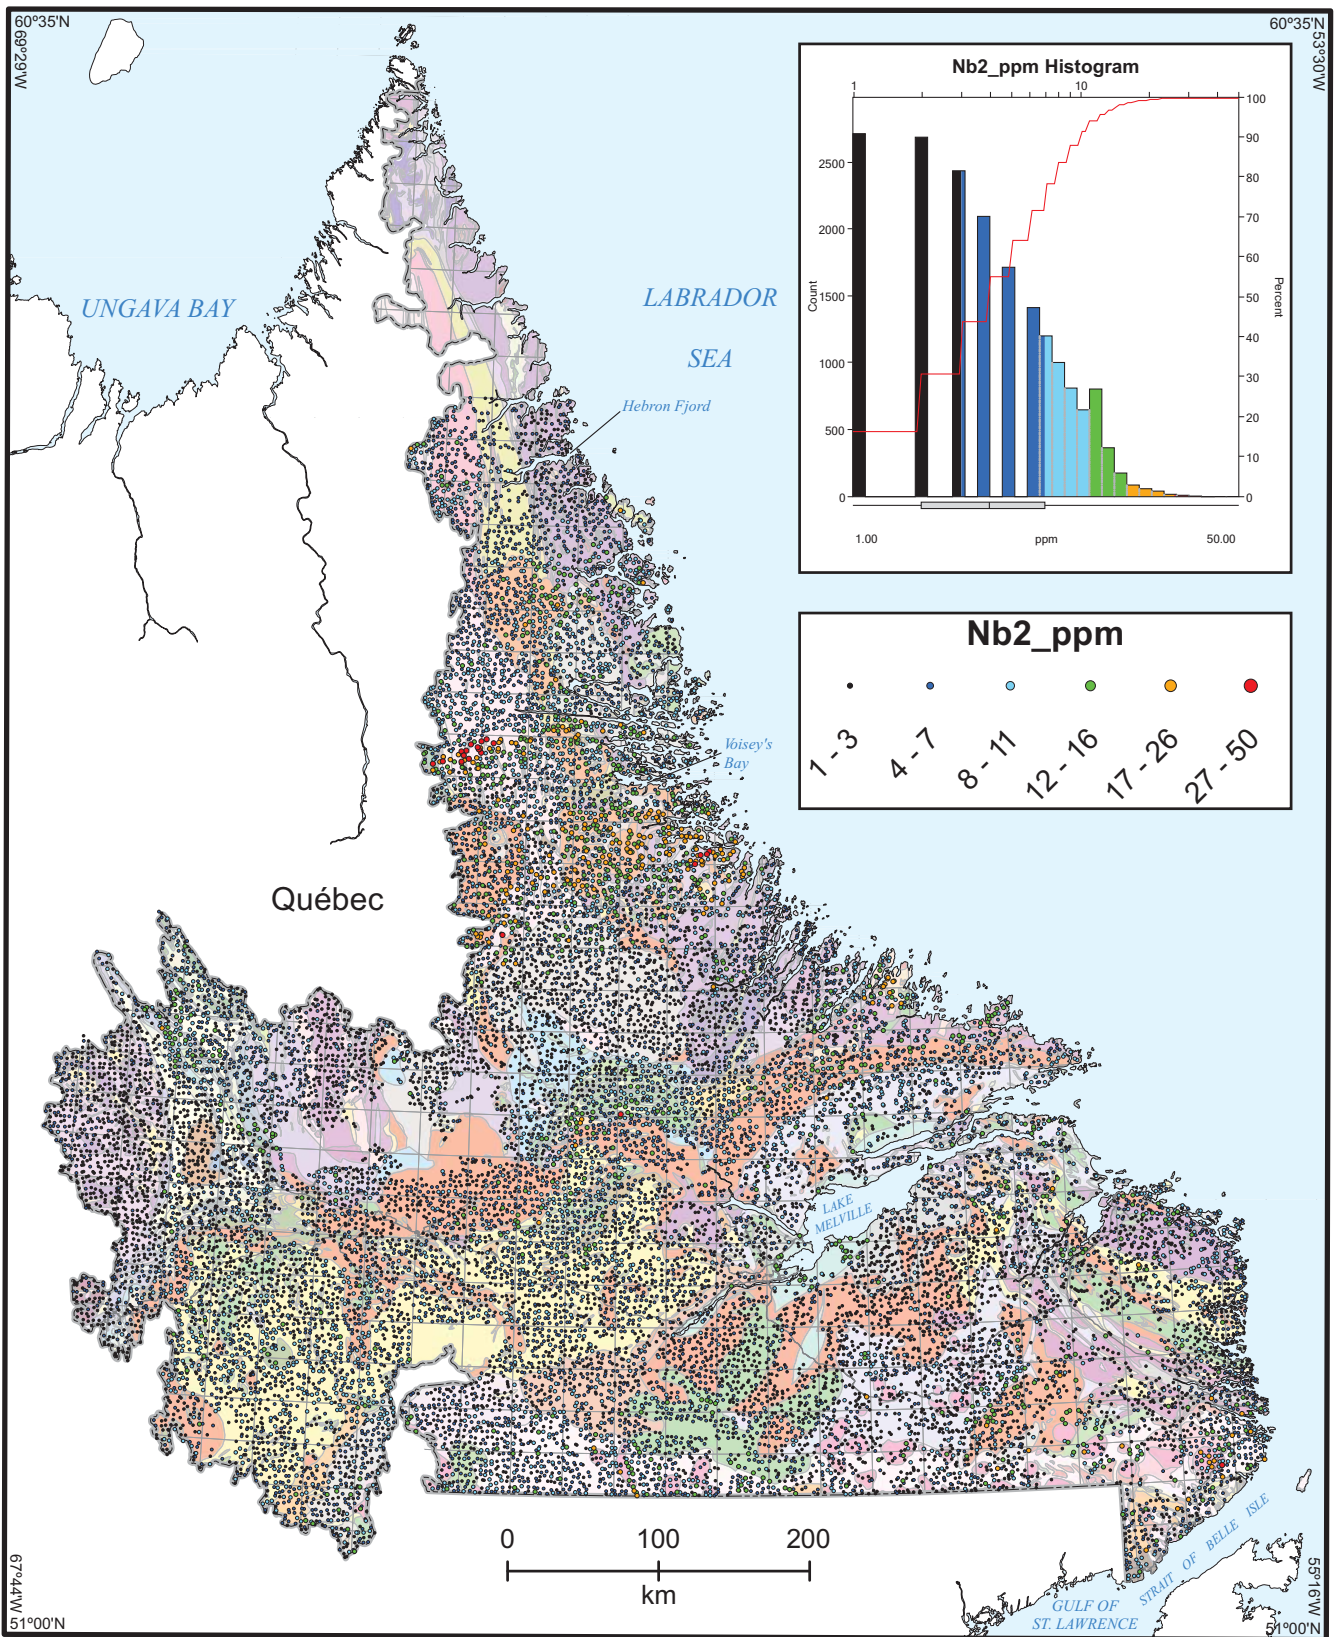 60°35'N
69°29'W
60°35'N
53°30'W
Nb2_ppm Histogram
1
10
100
90
80
70
60
50
40
30
20
10
0
2500
2000
1500
1000
500
0
Count
Percent
1.00
ppm
50.00
UNGAVA BAY
LABRADOR
SEA
Hebron Fjord
Nb2_ppm
1 - 3
4 - 7
8 - 11
12 - 16
17 - 26
27 - 50
Voisey's
Bay
Québec
LAKE
MELVILLE
0
100
200
km
STRAIT OF BELLE ISLE
GULF OF
ST. LAWRENCE
67°44'W
51°00'N
55°16'W
51°00'N